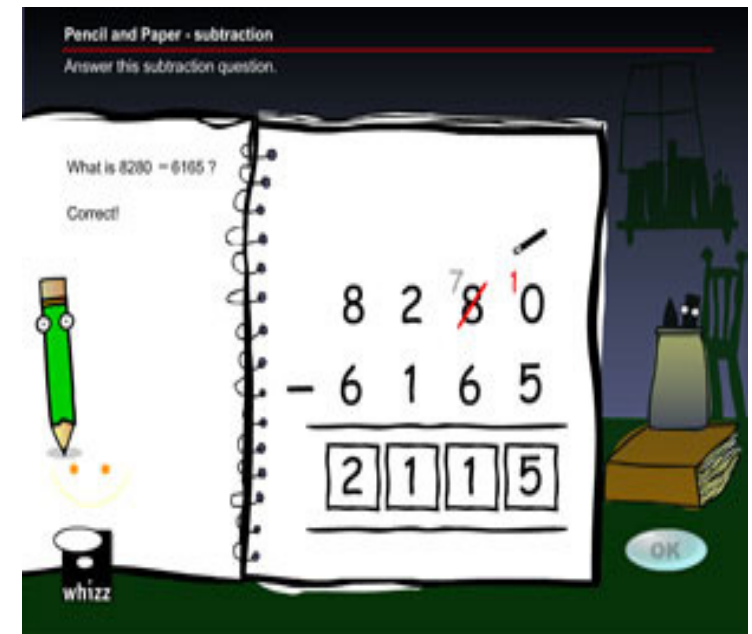 Pencil and Paper - subtraction
Answer this subtraction question.
What is 8280 - 6165 ?
Correct!
7 1
8 2 8 0
- 6 1 6 5
2 1 1 5
OK
whizz